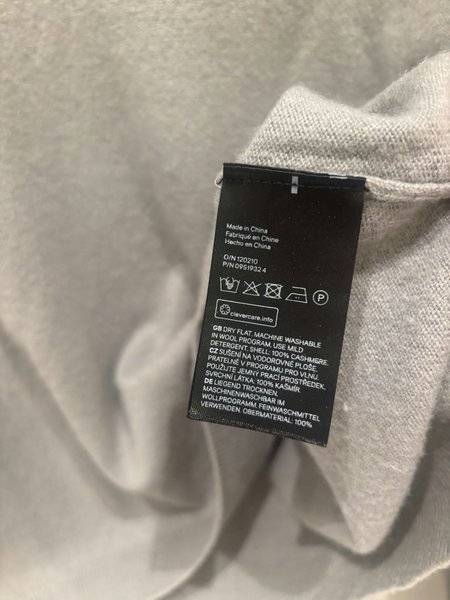 Made in China
Fabriqué en Chine
Hecho en China
O/N 120210
P/N 0951932 4
P
clevercare.info
GB DRY FLAT. MACHINE WASHABLE
IN WOOL PROGRAM. USE MILD
DETERGENT. SHELL: 100% CASHMERE.
CZ SUŠENÍ NA VODOROVNÉ PLOŠE.
PRATELNÉ V PROGRAMU PRO VLNU.
POUŽIJTE JEMNÝ PRACÍ PROSTŘEDEK.
SVRCHNÍ LÁTKA: 100% KAŠMÍR.
DE LIEGEND TROCKNEN.
MASCHINENWASCHBAR IM
WOLLPROGRAMM. FEINWASCHMITTEL
VERWENDEN. OBERMATERIAL: 100%